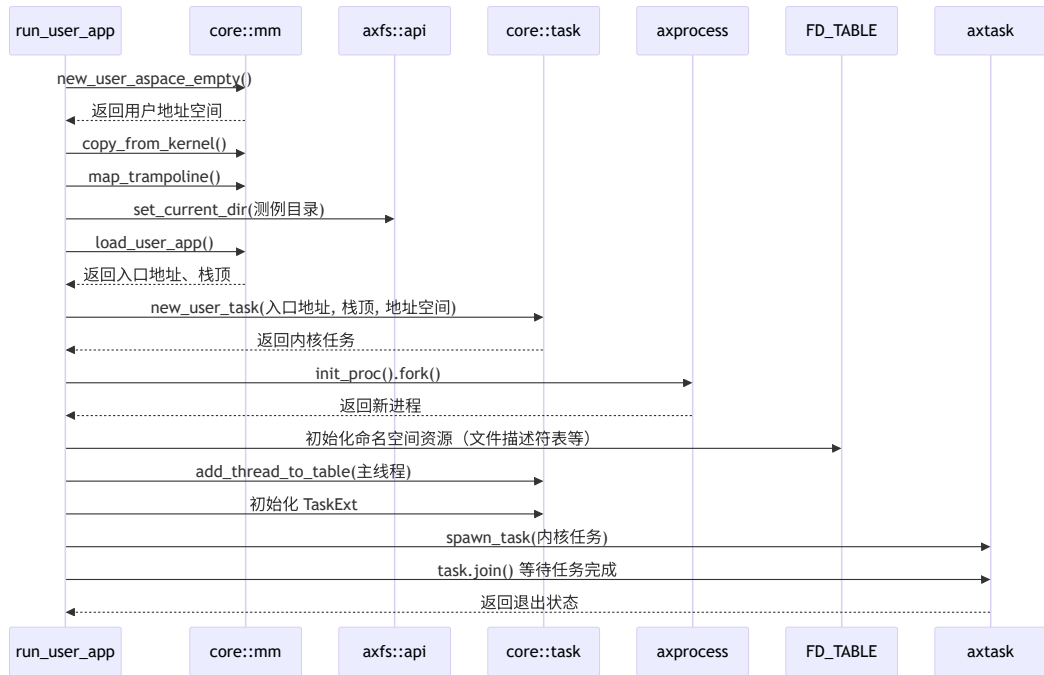 run_user_app core::mm axfs::api core::task axprocess FD_TABLE axtask
new_user_aspace_empty()
返回用户地址空间
copy_from_kernel()
map_trampoline()
set_current_dir(测例目录)
load_user_app()
返回入口地址、栈顶
new_user_task(入口地址, 栈顶, 地址空间)
返回内核任务
init_proc().fork()
返回新进程
初始化命名空间资源（文件描述符表等）
add_thread_to_table(主线程)
初始化 TaskExt
spawn_task(内核任务)
task.join() 等待任务完成
返回退出状态
run_user_app core::mm axfs::api core::task axprocess FD_TABLE axtask